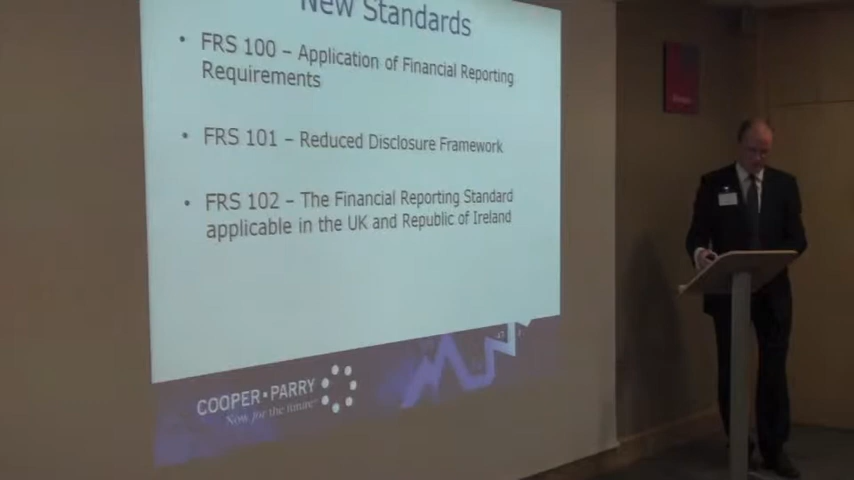 New Standards
• FRS 100 – Application of Financial Reporting
Requirements
• FRS 101 – Reduced Disclosure Framework
• FRS 102 – The Financial Reporting Standard
applicable in the UK and Republic of Ireland
COOPER·PARRY
Now, for the future